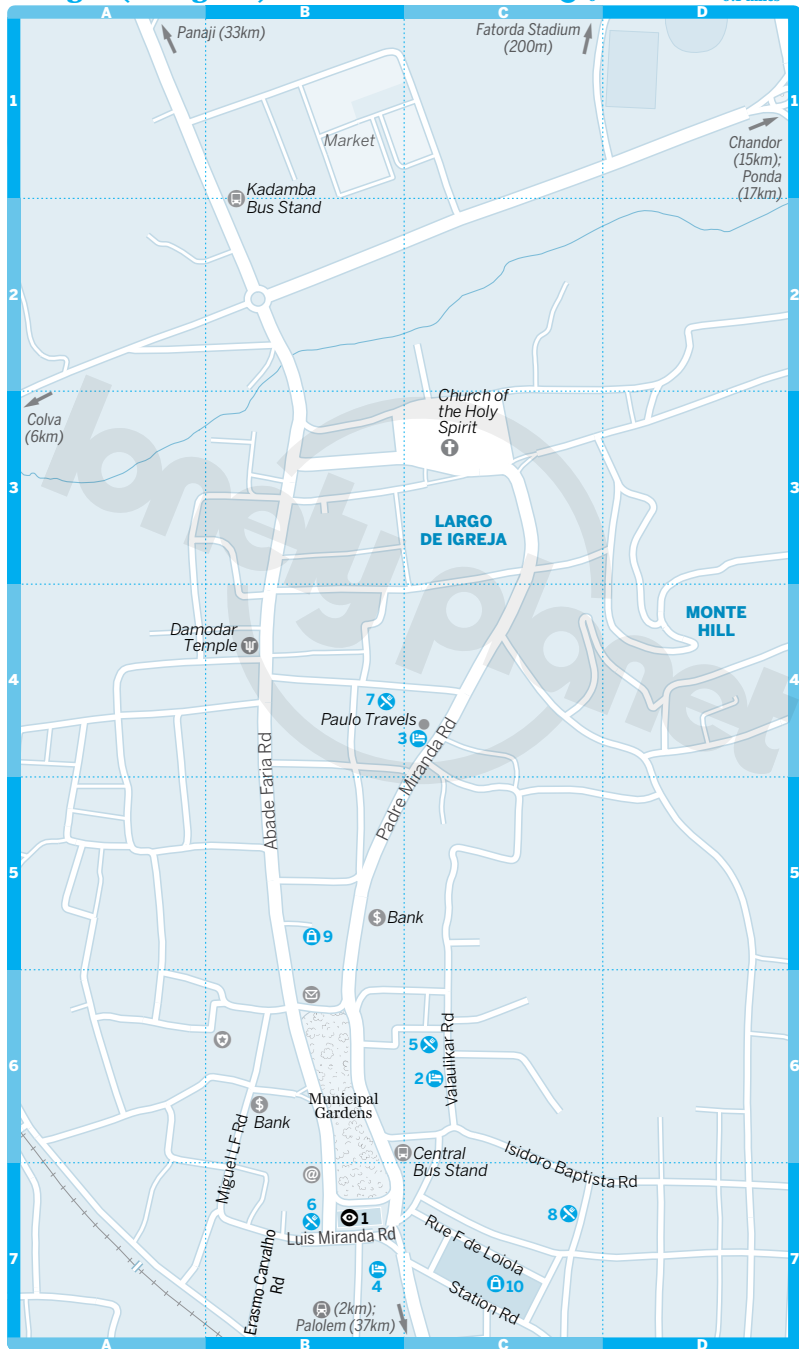 A
B
C
D
Panaji (33km)
Fatorda Stadium
(200m)
1
1
Market
Chandor
(15km);
Ponda
(17km)
Kadamba
Bus Stand
2
2
Church of
the Holy
Spirit
Colva
(6km)
3
3
LARGO
DE IGREJA
lonely planet
MONTE
HILL
Damodar
Temple
4
4
7
Paulo Travels
3
Abade Faria Rd
Padre Miranda Rd
5
5
$ Bank
9
6
6
5
2
Valaulikar Rd
Municipal
Gardens
$
Bank
Miguel LF Rd
Central
Bus Stand
Isidoro Baptista Rd
@
6
1
8
Luis Miranda Rd
Rue F de Loiola
7
7
Erasmo Carvalho
Rd
4
10
Station Rd
(2km);
Palolem (37km)
A
B
C
D